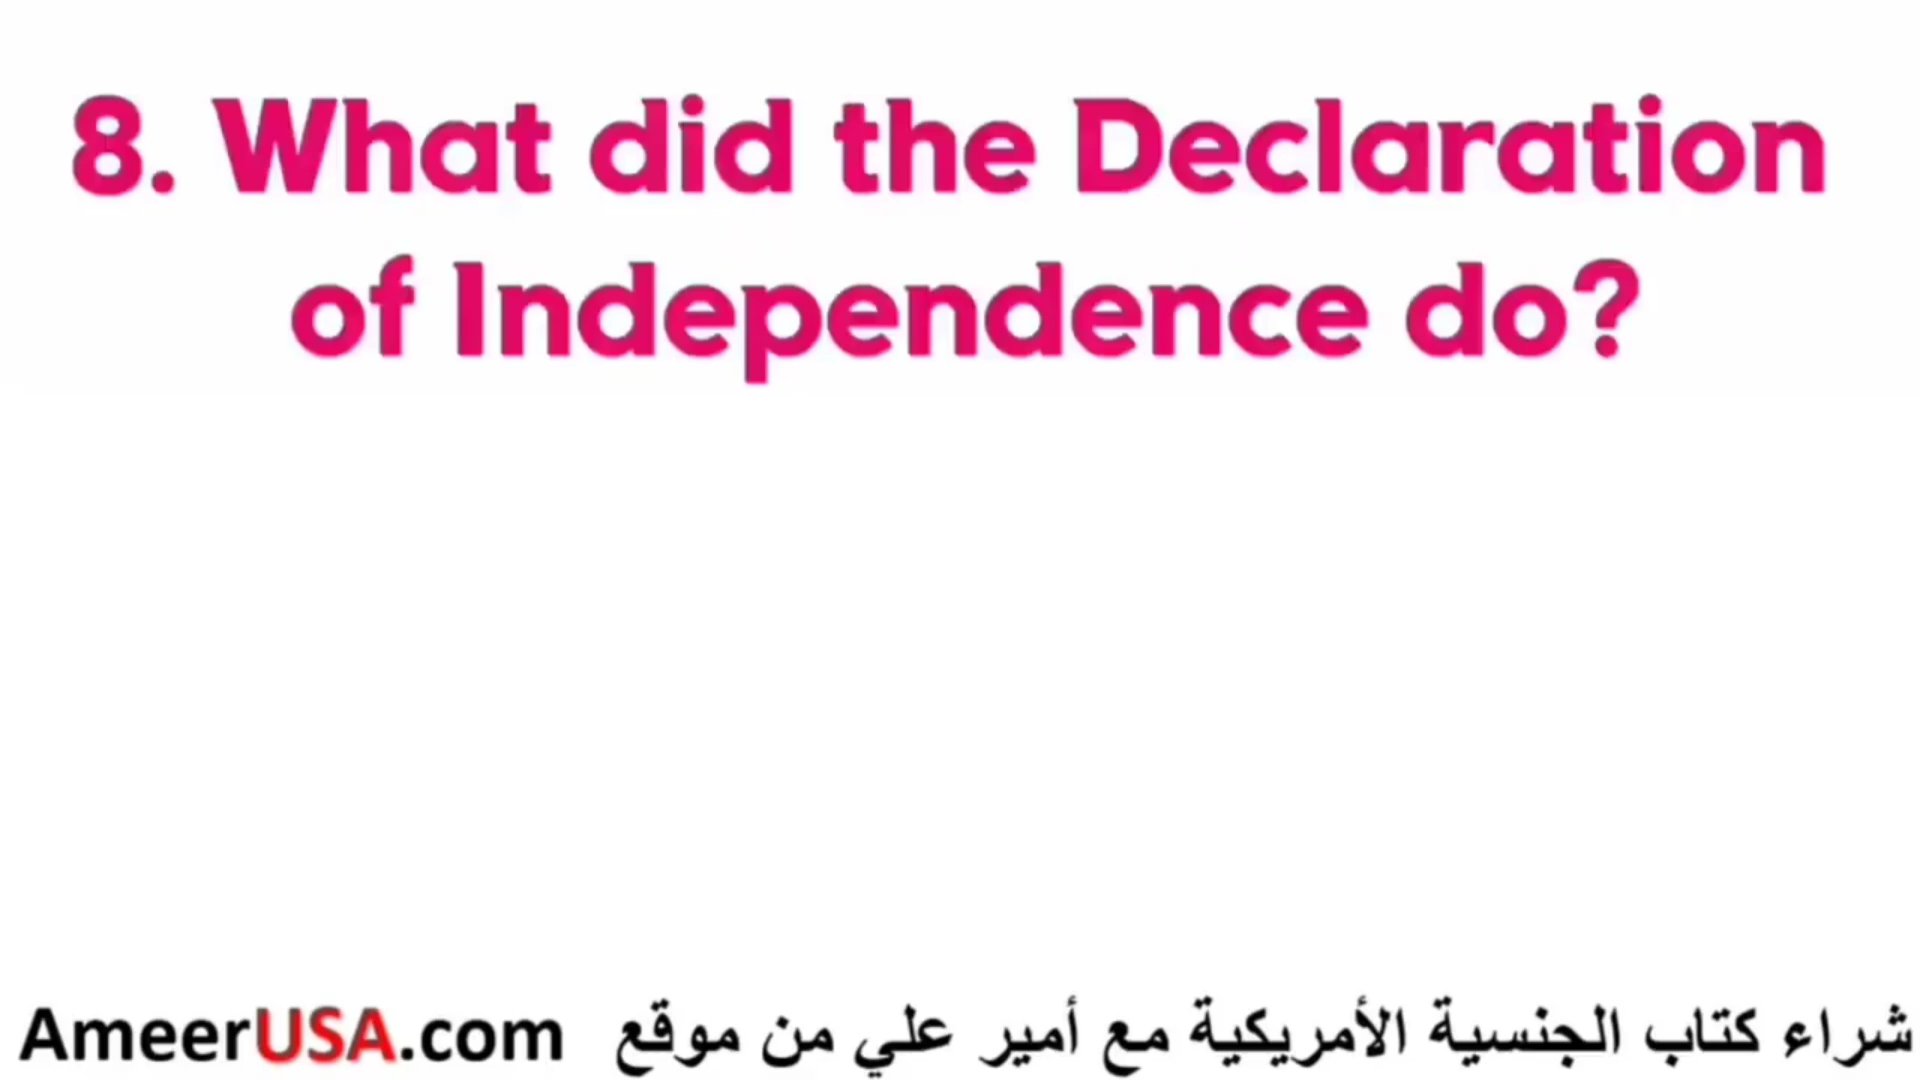 8. What did the Declaration
of Independence do?
شراء كتاب الجنسية الأمريكية مع أمير علي من موقع AmeerUSA.com